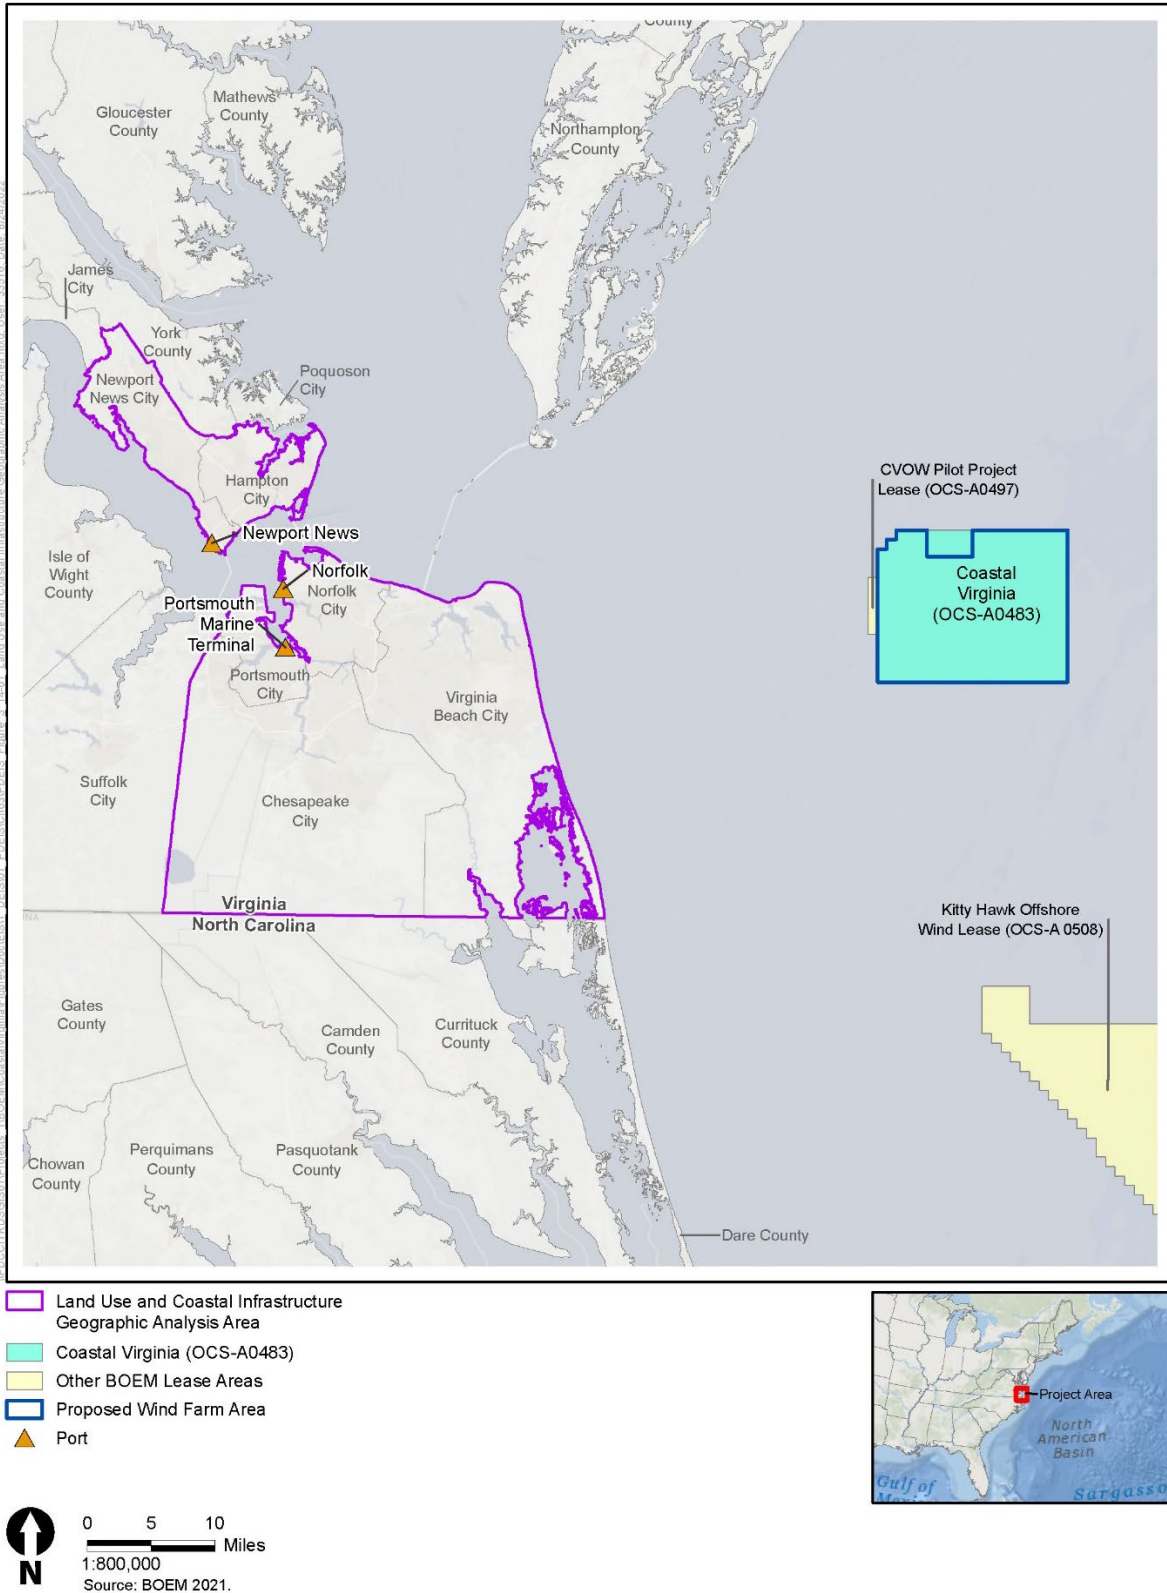 County
Mathews
County
Gloucester
County
Northampton
County
James
City
York
County
Newport
News City
Poquoson
City
Hampton
City
CVOW Pilot Project
Lease (OCS-A0497)
Newport News
Isle of
Wight
County
Norfolk
Norfolk
City
Coastal
Virginia
(OCS-A0483)
Portsmouth
Marine
Terminal
Portsmouth
City
Virginia
Beach City
Suffolk
City
Chesapeake
City
Virginia
North Carolina
Kitty Hawk Offshore
Wind Lease (OCS-A 0508)
Gates
County
Camden
County
Currituck
County
Perquimans
County
Pasquotank
County
Chowan
County
Dare County
Land Use and Coastal Infrastructure
Geographic Analysis Area
Coastal Virginia (OCS-A0483)
Other BOEM Lease Areas
Proposed Wind Farm Area
Port
Project Area
North
American
Basin
Gulf of
Sargasso
N
0 5 10
Miles
1:800,000
Source: BOEM 2021.